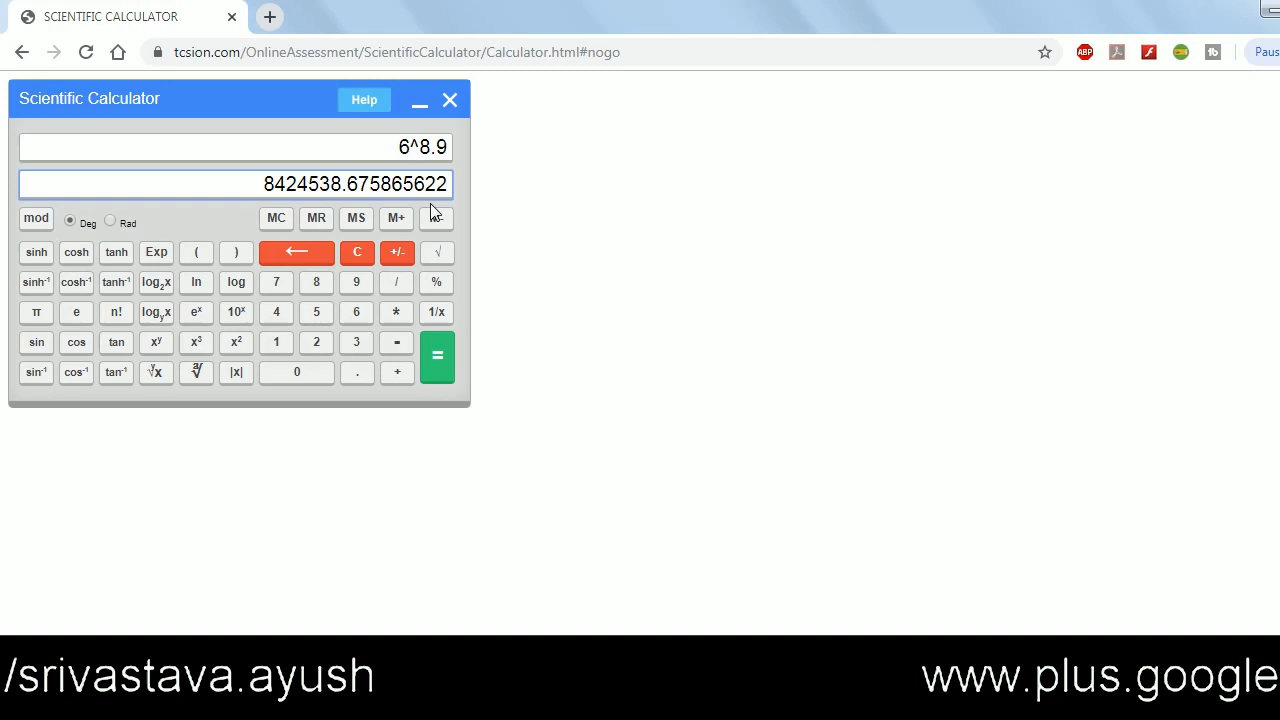 SCIENTIFIC CALCULATOR
tcsion.com/OnlineAssessment/ScientificCalculator/Calculator.html#nogo
ABP
Paus
Scientific Calculator
Help
6^8.9
8424538.675865622
mod Deg Rad MC MR MS M+
sinh cosh tanh Exp ( ) ← C +/- √
sinh⁻¹ cosh⁻¹ tanh⁻¹ log₂x ln log 7 8 9 / %
π e n! logᵧx eˣ 10ˣ 4 5 6 * 1/x
sin cos tan xʸ x³ x² 1 2 3 - =
sin⁻¹ cos⁻¹ tan⁻¹ ʸ√x ∛ |x| 0 . +
/srivastava.ayush www.plus.google